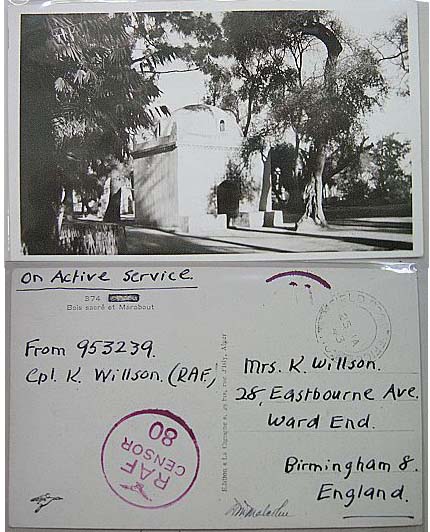 On Active Service
374
Bois sacré et Marabout
From 953239.
Cpl. K. Willson. (RAF,)
Mrs. K. Willson.
28, Eastbourne Ave.
Ward End.
Birmingham 8.
England.
RAF
CENSOR
80